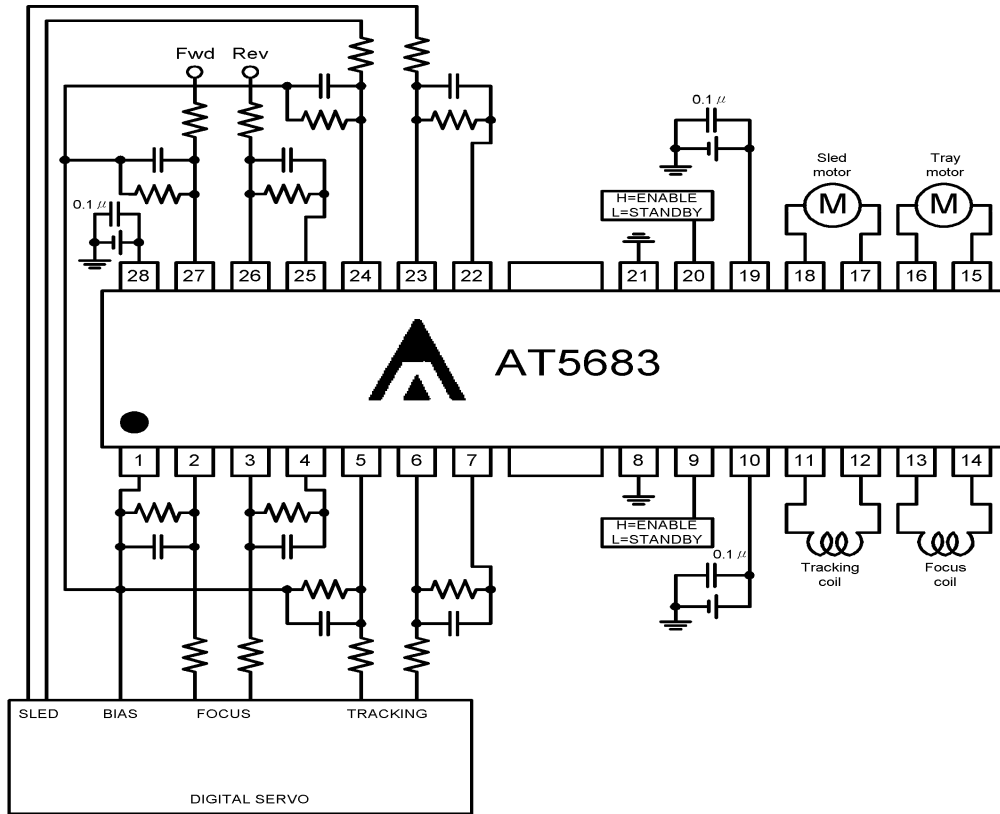 Fwd Rev
0.1 μ
Sled
motor
Tray
motor
H=ENABLE
L=STANDBY
M M
0.1 μ
28 27 26 25 24 23 22 21 20 19 18 17 16 15
AT5683
1 2 3 4 5 6 7 8 9 10 11 12 13 14
H=ENABLE
L=STANDBY
0.1 μ
Tracking
coil
Focus
coil
SLED BIAS FOCUS TRACKING
DIGITAL SERVO